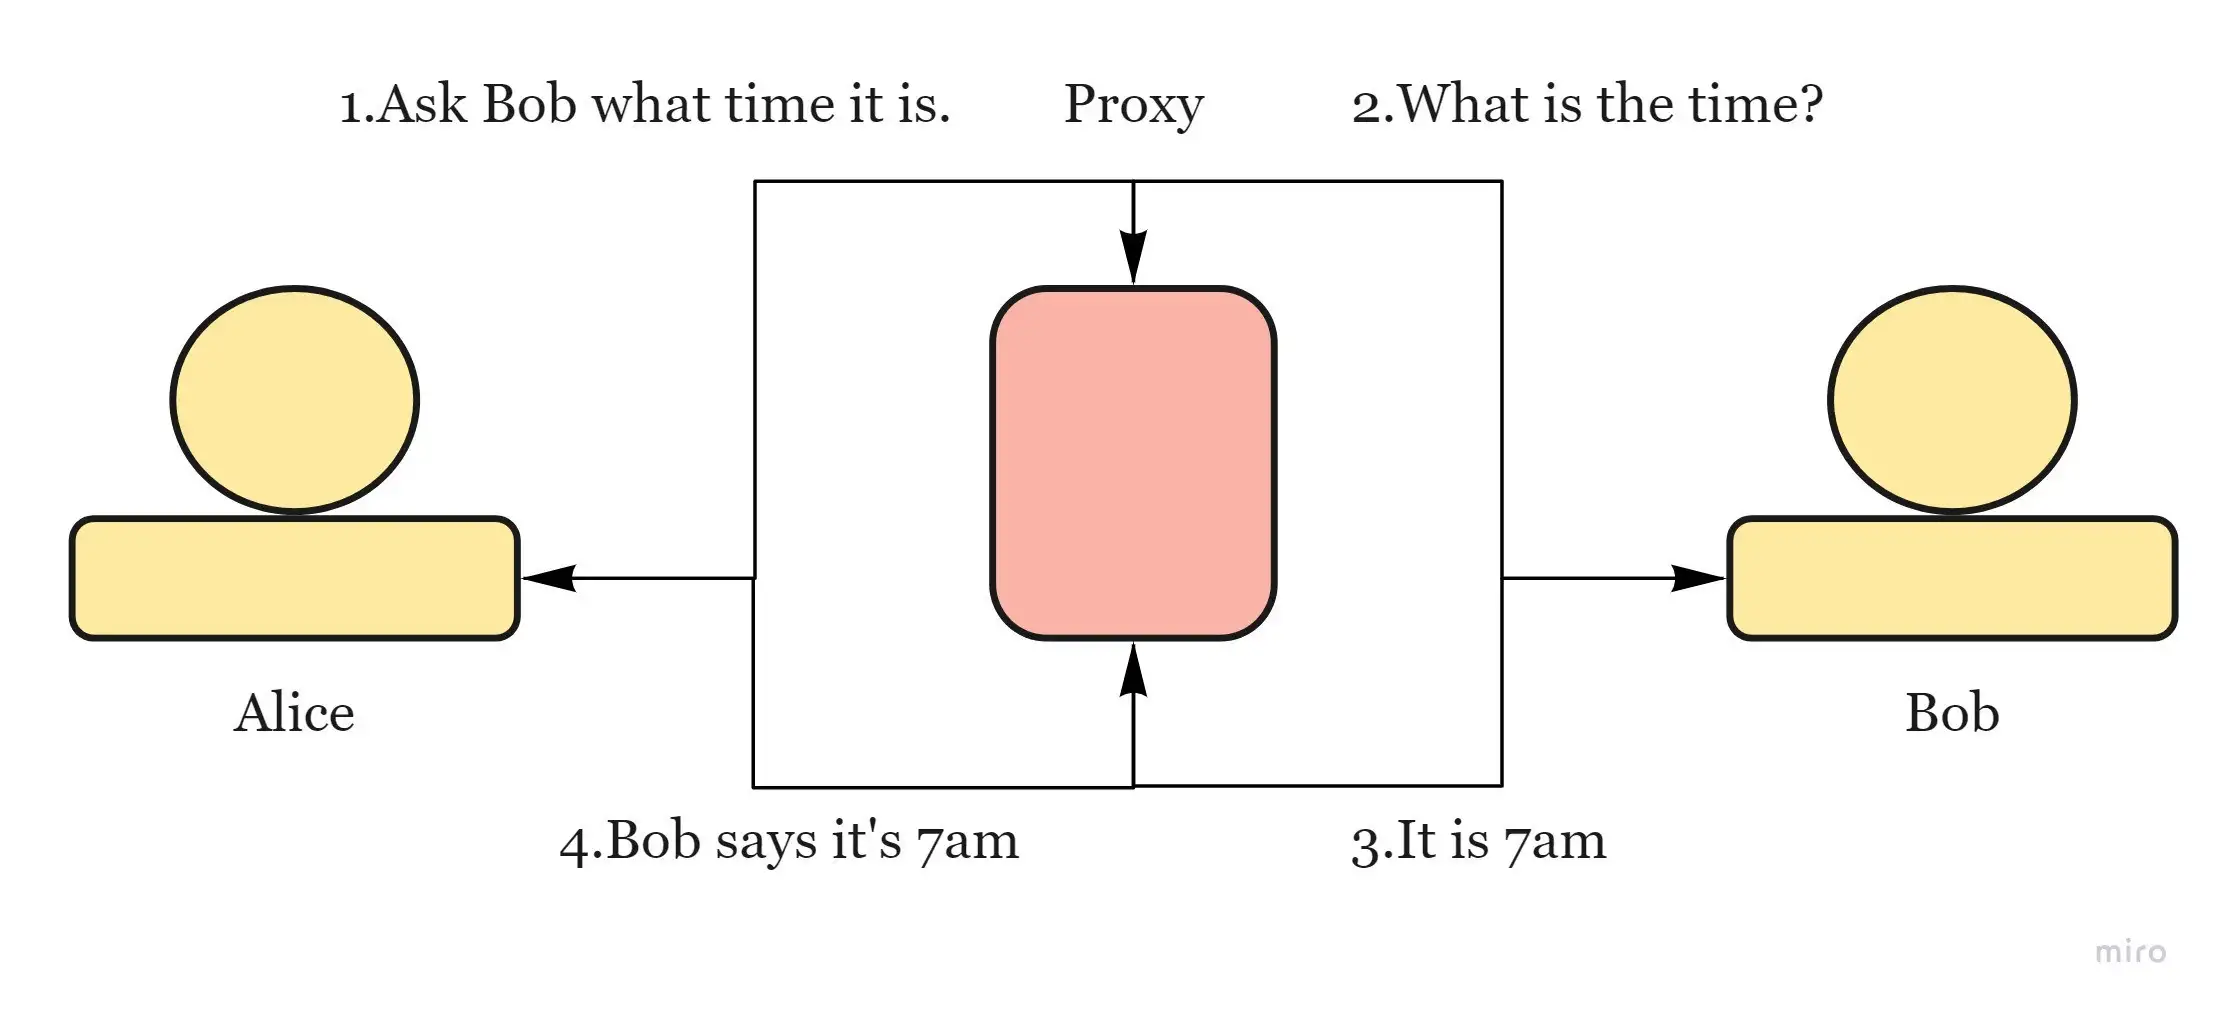 1.Ask Bob what time it is.
Proxy
2.What is the time?
Alice
Bob
4.Bob says it's 7am
3.It is 7am
miro